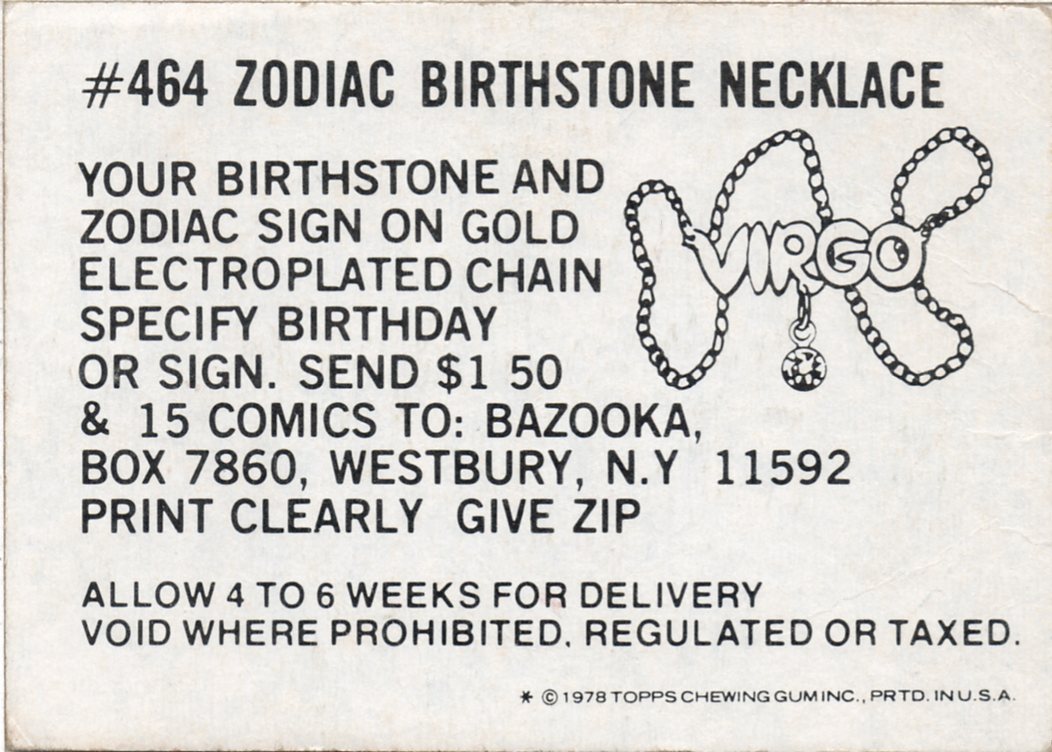 #464 ZODIAC BIRTHSTONE NECKLACE
YOUR BIRTHSTONE AND
ZODIAC SIGN ON GOLD
ELECTROPLATED CHAIN
SPECIFY BIRTHDAY
OR SIGN. SEND $1 50
& 15 COMICS TO: BAZOOKA,
BOX 7860, WESTBURY, N.Y 11592
PRINT CLEARLY GIVE ZIP
VIRGO
ALLOW 4 TO 6 WEEKS FOR DELIVERY
VOID WHERE PROHIBITED, REGULATED OR TAXED.
* ©1978 TOPPS CHEWING GUM INC., PRTD. IN U.S.A.